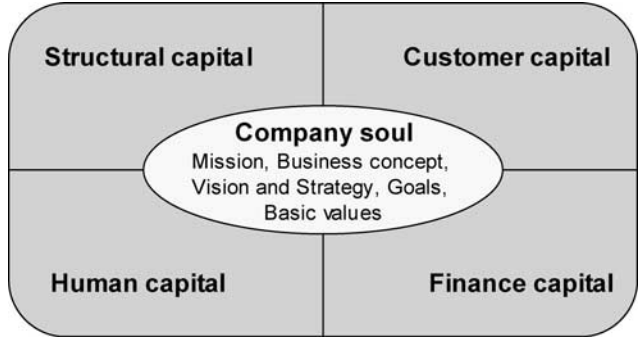 Structural capital
Customer capital
Company soul
Mission, Business concept,
Vision and Strategy, Goals,
Basic values
Human capital
Finance capital